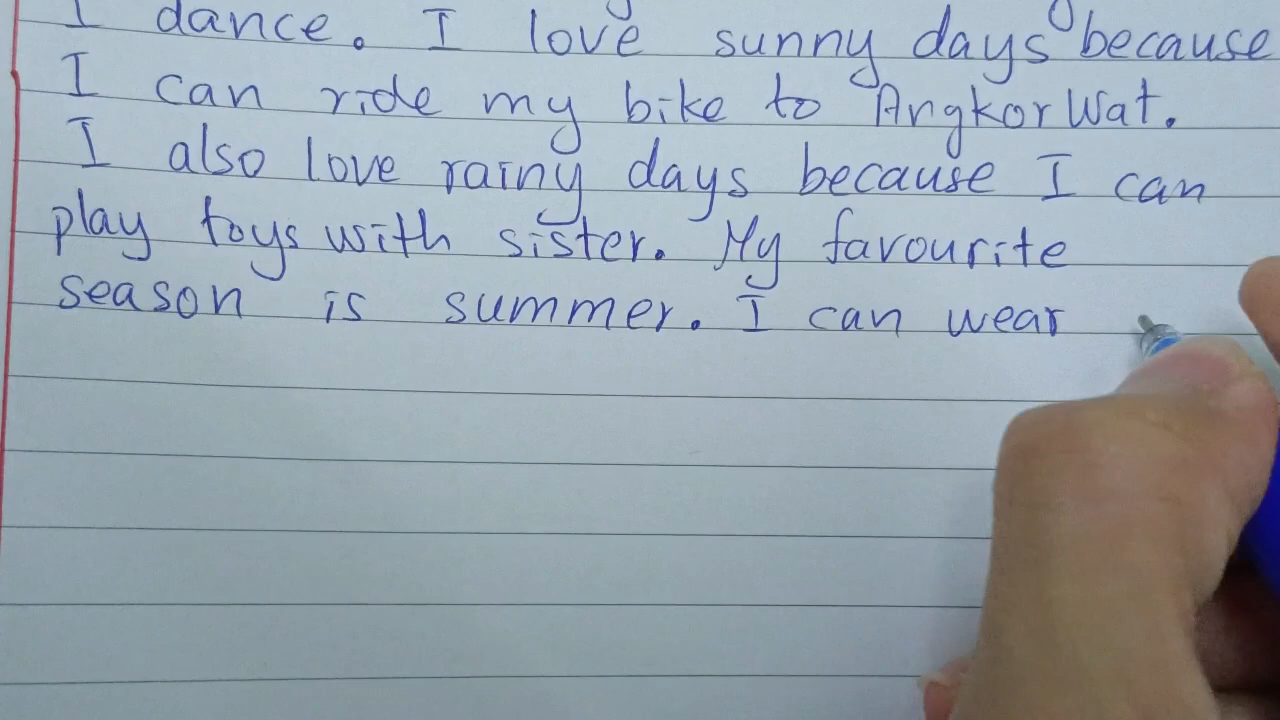 I dance. I love sunny days because
I can ride my bike to Angkor Wat.
I also love rainy days because I can
play toys with sister. My favourite
season is summer. I can wear